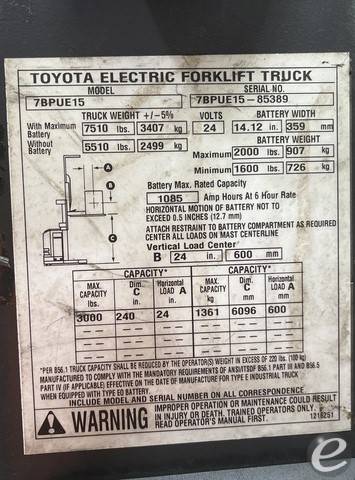 TOYOTA ELECTRIC FORKLIFT TRUCK
MODEL SERIAL NO.
7BPUE15 7BPUE15-85389
TRUCK WEIGHT +/-5% VOLTS BATTERY WIDTH
With Maximum Battery 7510 lbs. 3407 kg 24 14.12 in. 359 mm
Without Battery 5510 lbs. 2499 kg
BATTERY WEIGHT
Maximum 2000 lbs. 907 kg
Minimum 1600 lbs. 726 kg
A
B
C
Battery Max. Rated Capacity
1085 Amp Hours At 6 Hour Rate
HORIZONTAL MOTION OF BATTERY NOT TO
EXCEED 0.5 INCHES (12.7 mm)
ATTACH RESTRAINT TO BATTERY COMPARTMENT AS REQUIRED
CENTER ALL LOADS ON MAST CENTERLINE
Vertical Load Center
B 24 in. 600 mm
CAPACITY* CAPACITY*
MAX. CAPACITY lbs. Dim. C in. Horizontal LOAD A in. MAX. CAPACITY kg Dim. C mm Horizontal LOAD A mm
3000 240 24 1361 6096 600
*PER B56.1 TRUCK CAPACITY SHALL BE REDUCED BY THE OPERATOR(S) WEIGHT IN EXCESS OF 220 lbs. (100 kg)
MANUFACTURED TO COMPLY WITH THE MANDATORY REQUIREMENTS OF ANSI/ITSDF B56.1 PART III AND B56.5
PART IV (IF APPLICABLE) EFFECTIVE ON THE DATE OF MANUFACTURE FOR TYPE E INDUSTRIAL TRUCK
WHEN EQUIPPED WITH TYPE EO BATTERY.
INCLUDE MODEL AND SERIAL NUMBER ON ALL CORRESPONDENCE
WARNING
IMPROPER OPERATION OR MAINTENANCE COULD RESULT
IN INJURY OR DEATH. TRAINED OPERATORS ONLY.
READ OPERATOR'S MANUAL FIRST. 1216251
e